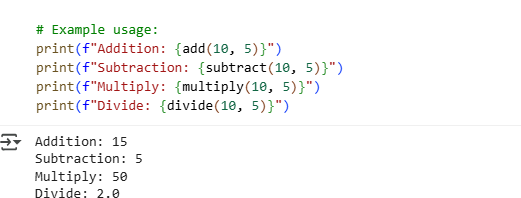 # Example usage:
print(f"Addition: {add(10, 5)}")
print(f"Subtraction: {subtract(10, 5)}")
print(f"Multiply: {multiply(10, 5)}")
print(f"Divide: {divide(10, 5)}")
Addition: 15
Subtraction: 5
Multiply: 50
Divide: 2.0